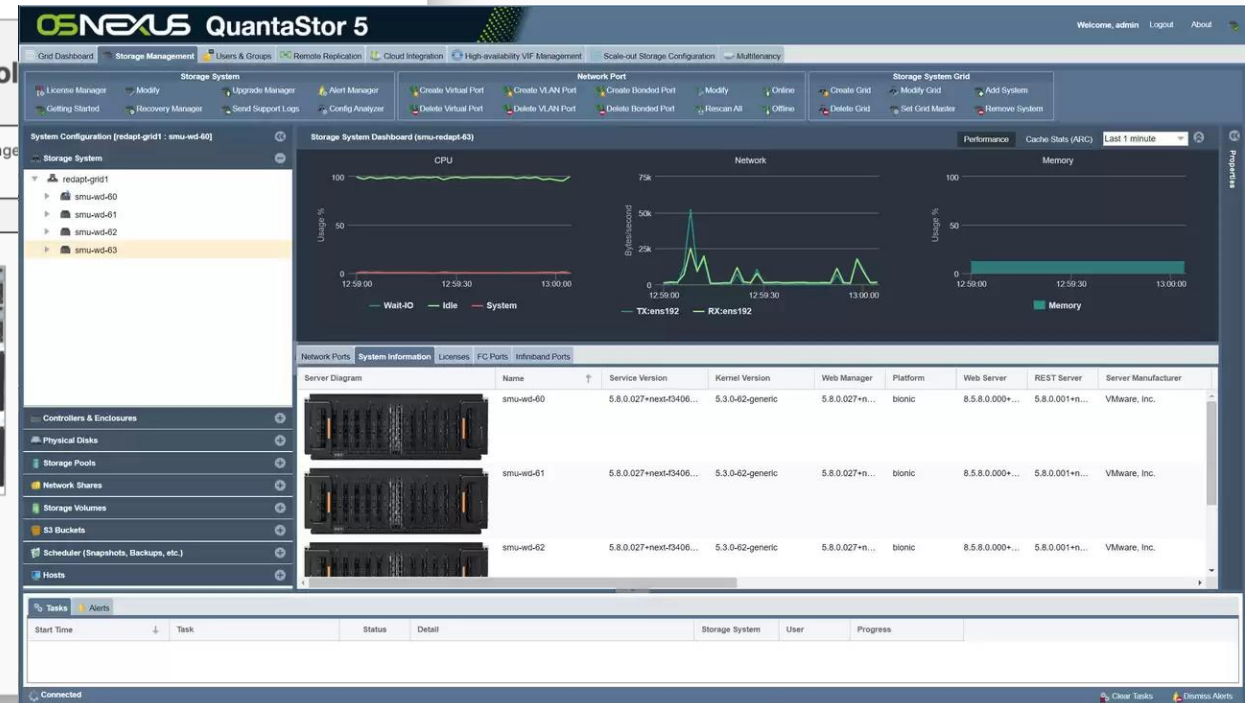 OSNEXUS QuantaStor 5
Welcome, admin Logout About
Grid Dashboard Storage Management Users & Groups Remote Replication Cloud Integration High-availability VIF Management Scale-out Storage Configuration Multitenancy
Storage System Network Port Storage System Grid
License Manager Modify Upgrade Manager Alert Manager Create Virtual Port Create VLAN Port Create Bonded Port Modify Online Create Grid Modify Grid Add System
Getting Started Recovery Manager Send Support Logs Config Analyzer Delete Virtual Port Delete VLAN Port Delete Bonded Port Rescan All Offline Delete Grid Set Grid Master Remove System
System Configuration [redapt-grid1 : smu-wd-60]
Storage System
redapt-grid1
smu-wd-60
smu-wd-61
smu-wd-62
smu-wd-63
Controllers & Enclosures
Physical Disks
Storage Pools
Network Shares
Storage Volumes
S3 Buckets
Scheduler (Snapshots, Backups, etc.)
Hosts
Storage System Dashboard (smu-redapt-63) Performance Cache Stats (ARC) Last 1 minute
Properties
CPU
Usage %
100
50
0
12:59:00 12:59:30 13:00:00
Wait-IO Idle System
Network
Bytes/second
75k
50k
25k
0
12:59:00 12:59:30 13:00:00
TX:ens192 RX:ens192
Memory
Usage %
100
50
0
12:59:00 12:59:30 13:00:00
Memory
Network Ports System Information Licenses FC Ports Infiniband Ports
Server Diagram Name Service Version Kernel Version Web Manager Platform Web Server REST Server Server Manufacturer
smu-wd-60 5.8.0.027+next-f3406... 5.3.0-62-generic 5.8.0.027+n... bionic 8.5.8.0.000+... 5.8.0.001+n... VMware, Inc.
smu-wd-61 5.8.0.027+next-f3406... 5.3.0-62-generic 5.8.0.027+n... bionic 8.5.8.0.000+... 5.8.0.001+n... VMware, Inc.
smu-wd-62 5.8.0.027+next-f3406... 5.3.0-62-generic 5.8.0.027+n... bionic 8.5.8.0.000+... 5.8.0.001+n... VMware, Inc.
Tasks Alerts
Start Time Task Status Detail Storage System User Progress
Connected
Clear Tasks Dismiss Alerts